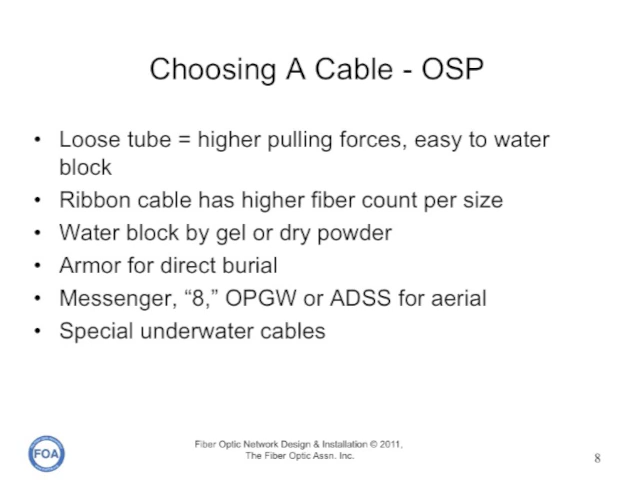 Choosing A Cable - OSP
• Loose tube = higher pulling forces, easy to water
block
• Ribbon cable has higher fiber count per size
• Water block by gel or dry powder
• Armor for direct burial
• Messenger, “8,” OPGW or ADSS for aerial
• Special underwater cables
FOA
Fiber Optic Network Design & Installation © 2011,
The Fiber Optic Assn. Inc.
8